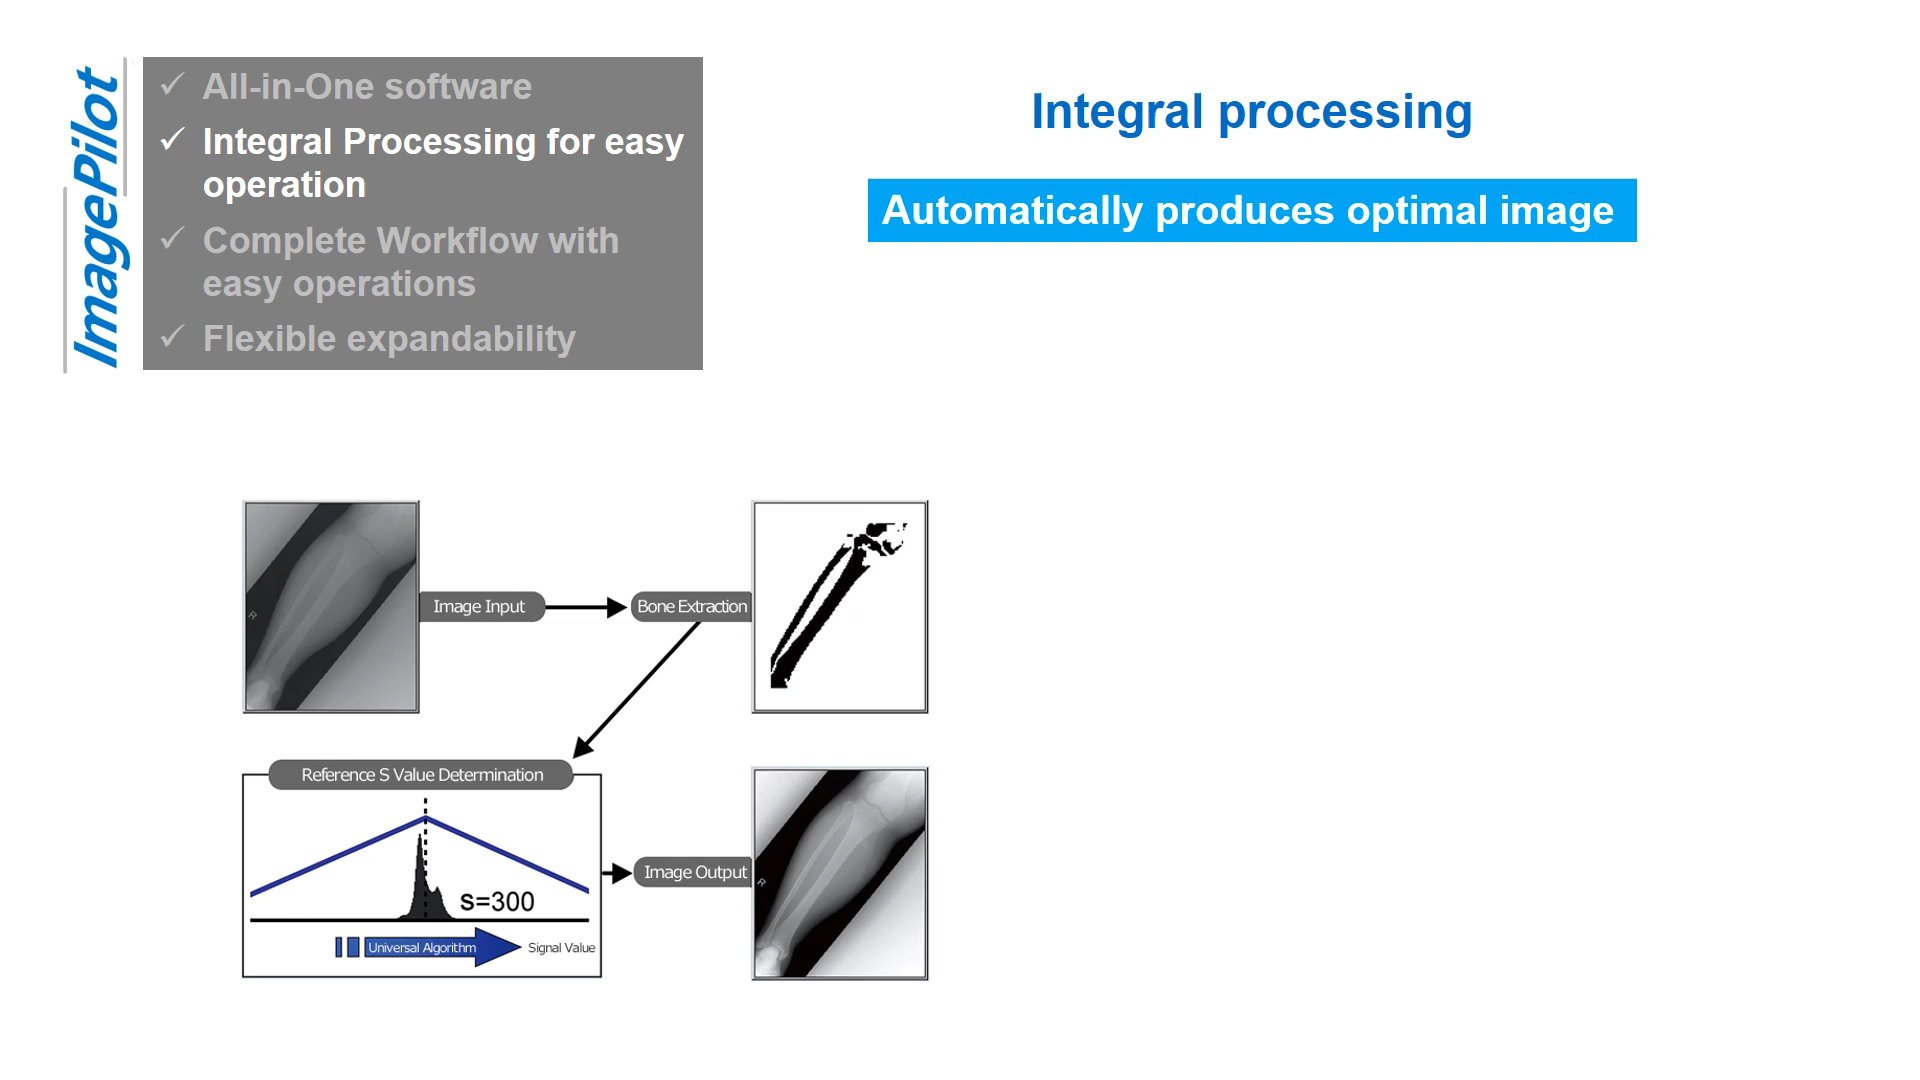 ImagePilot
✓ All-in-One software
✓ Integral Processing for easy
operation
✓ Complete Workflow with
easy operations
✓ Flexible expandability
Integral processing
Automatically produces optimal image
R
Image Input
Bone Extraction
Reference S Value Determination
S=300
Universal Algorithm
Signal Value
Image Output
R